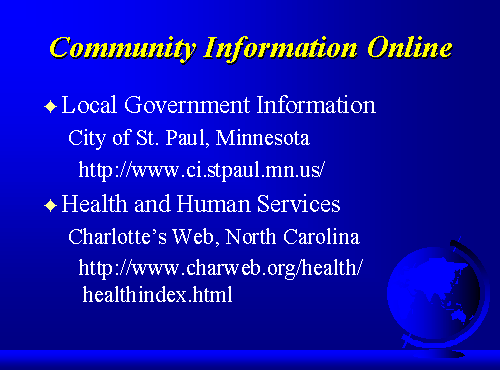 Community Information Online
Local Government Information
City of St. Paul, Minnesota
http://www.ci.stpaul.mn.us/
Health and Human Services
Charlotte's Web, North Carolina
http://www.charweb.org/health/
healthindex.html